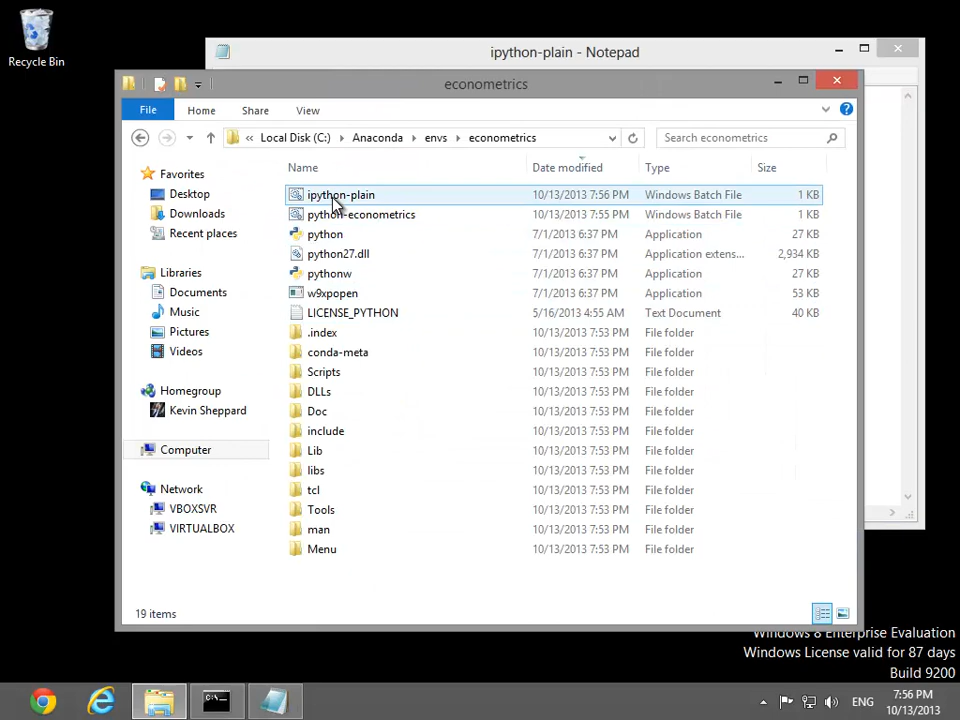 Recycle Bin
ipython-plain - Notepad
econometrics
File Home Share View
« Local Disk (C:) Anaconda envs econometrics
Search econometrics
Favorites
Desktop
Downloads
Recent places
Libraries
Documents
Music
Pictures
Videos
Homegroup
Kevin Sheppard
Computer
Network
VBOXSVR
VIRTUALBOX
Name Date modified Type Size
ipython-plain 10/13/2013 7:56 PM Windows Batch File 1 KB
python-econometrics 10/13/2013 7:55 PM Windows Batch File 1 KB
python 7/1/2013 6:37 PM Application 27 KB
python27.dll 7/1/2013 6:37 PM Application extens... 2,934 KB
pythonw 7/1/2013 6:37 PM Application 27 KB
w9xpopen 7/1/2013 6:37 PM Application 53 KB
LICENSE_PYTHON 5/16/2013 4:55 AM Text Document 40 KB
.index 10/13/2013 7:53 PM File folder
conda-meta 10/13/2013 7:53 PM File folder
Scripts 10/13/2013 7:53 PM File folder
DLLs 10/13/2013 7:53 PM File folder
Doc 10/13/2013 7:53 PM File folder
include 10/13/2013 7:53 PM File folder
Lib 10/13/2013 7:53 PM File folder
libs 10/13/2013 7:53 PM File folder
tcl 10/13/2013 7:53 PM File folder
Tools 10/13/2013 7:53 PM File folder
man 10/13/2013 7:53 PM File folder
Menu 10/13/2013 7:53 PM File folder
19 items
Windows 8 Enterprise Evaluation
Windows License valid for 87 days
Build 9200
ENG
7:56 PM
10/13/2013